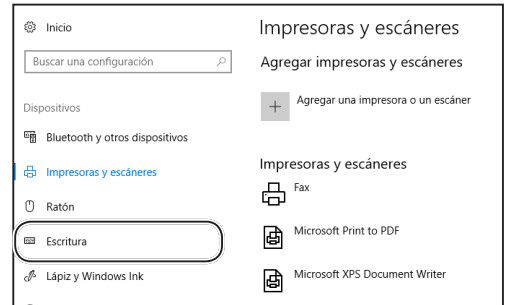 Inicio
Buscar una configuración
Dispositivos
Bluetooth y otros dispositivos
Impresoras y escáneres
Ratón
Escritura
Lápiz y Windows Ink
Impresoras y escáneres
Agregar impresoras y escáneres
Agregar una impresora o un escáner
Impresoras y escáneres
Fax
Microsoft Print to PDF
Microsoft XPS Document Writer